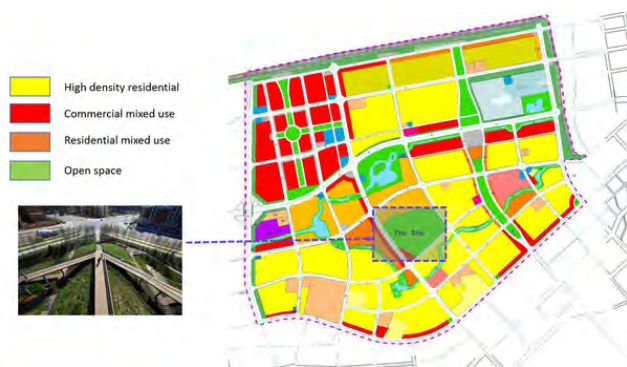 High density residential
Commercial mixed use
Residential mixed use
Open space
The Site